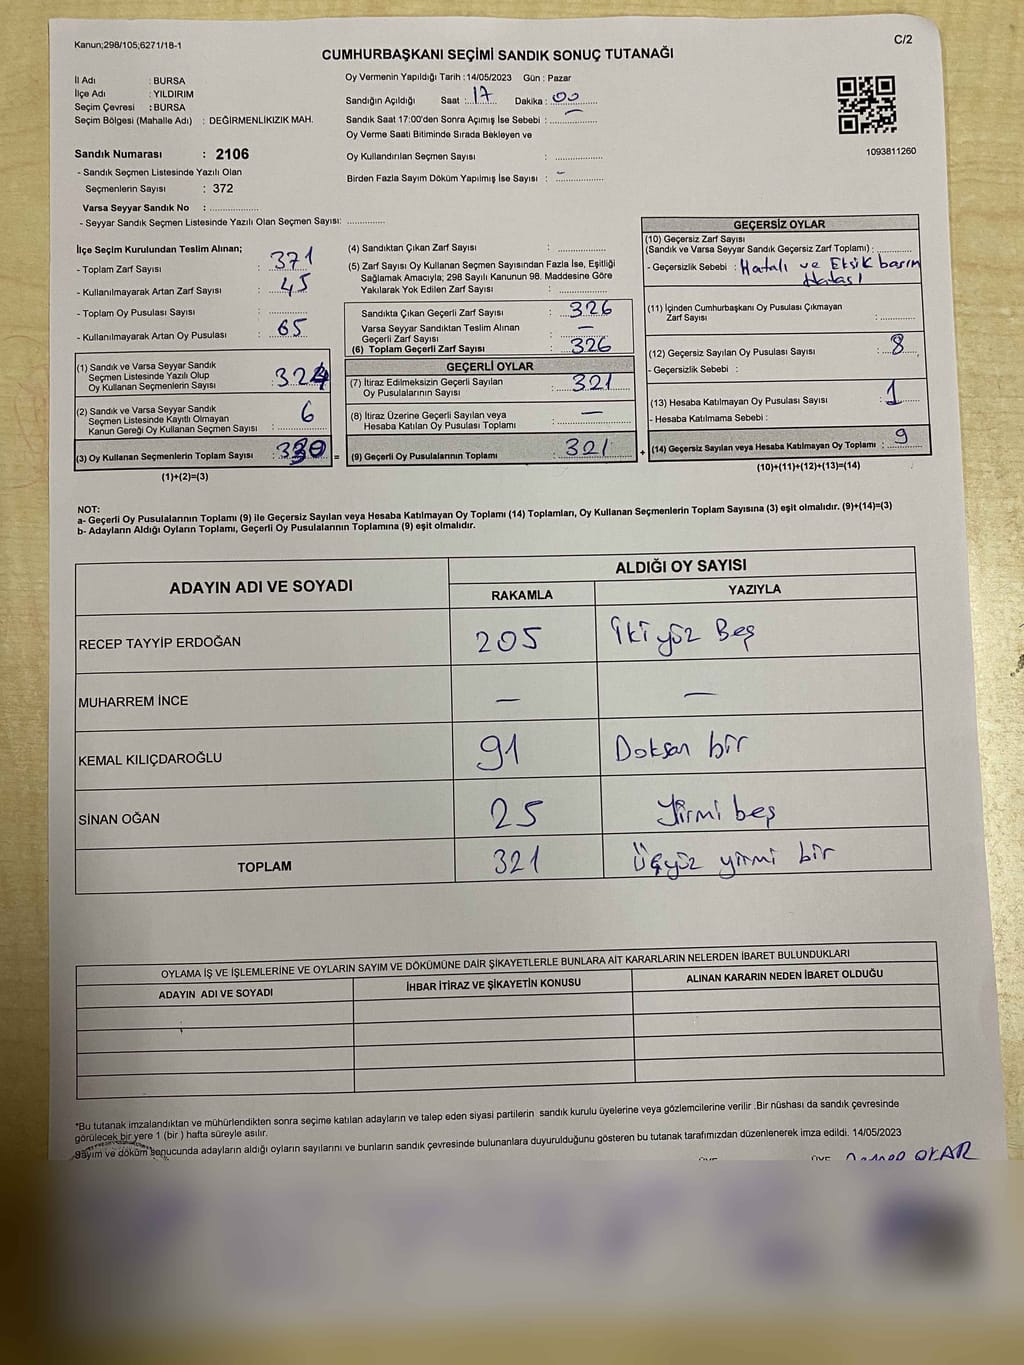 Kanun;298/105;6271/18-1
C/2
CUMHURBAŞKANI SEÇİMİ SANDIK SONUÇ TUTANAĞI
İl Adı : BURSA
İlçe Adı : YILDIRIM
Seçim Çevresi : BURSA
Seçim Bölgesi (Mahalle Adı) : DEĞİRMENLİKIZIK MAH.
Sandık Numarası : 2106
- Sandık Seçmen Listesinde Yazılı Olan
Seçmenlerin Sayısı : 372
Varsa Seyyar Sandık No : ..................
- Seyyar Sandık Seçmen Listesinde Yazılı Olan Seçmen Sayısı: .............
Oy Vermenin Yapıldığı Tarih : 14/05/2023 Gün : Pazar
Sandığın Açıldığı Saat : 17 Dakika : 00
Sandık Saat 17:00'den Sonra Açımış İse Sebebi : ................
Oy Verme Saati Bitiminde Sırada Bekleyen ve
Oy Kullandırılan Seçmen Sayısı : ................
Birden Fazla Sayım Döküm Yapılmış İse Sayısı : –
1093811260
İlçe Seçim Kurulundan Teslim Alınan;
- Toplam Zarf Sayısı : 371
- Kullanılmayarak Artan Zarf Sayısı : 45
- Toplam Oy Pusulası Sayısı : .............
- Kullanılmayarak Artan Oy Pusulası : 65
(1) Sandık ve Varsa Seyyar Sandık
Seçmen Listesinde Yazılı Olup
Oy Kullanan Seçmenlerin Sayısı : 324
(2) Sandık ve Varsa Seyyar Sandık
Seçmen Listesinde Kayıtlı Olmayan
Kanun Gereği Oy Kullanan Seçmen Sayısı : 6
(3) Oy Kullanan Seçmenlerin Toplam Sayısı : 330 =
(1)+(2)=(3)
(4) Sandıktan Çıkan Zarf Sayısı : .............
(5) Zarf Sayısı Oy Kullanan Seçmen Sayısından Fazla İse, Eşitliği
Sağlamak Amacıyla; 298 Sayılı Kanunun 98. Maddesine Göre
Yakılarak Yok Edilen Zarf Sayısı : .............
Sandıkta Çıkan Geçerli Zarf Sayısı : 326
Varsa Seyyar Sandıktan Teslim Alınan
Geçerli Zarf Sayısı : —
(6) Toplam Geçerli Zarf Sayısı : 326
GEÇERLİ OYLAR
(7) İtiraz Edilmeksizin Geçerli Sayılan
Oy Pusulalarının Sayısı : 321
(8) İtiraz Üzerine Geçerli Sayılan veya
Hesaba Katılan Oy Pusulası Toplamı : —
(9) Geçerli Oy Pusulalarının Toplamı : 321 +
GEÇERSİZ OYLAR
(10) Geçersiz Zarf Sayısı
(Sandık ve Varsa Seyyar Sandık Geçersiz Zarf Toplamı) : ..........
- Geçersizlik Sebebi : Hatalı ve Eksik basım
Hatası
(11) İçinden Cumhurbaşkanı Oy Pusulası Çıkmayan
Zarf Sayısı : ..........
(12) Geçersiz Sayılan Oy Pusulası Sayısı : 8
- Geçersizlik Sebebi :
(13) Hesaba Katılmayan Oy Pusulası Sayısı : 1
- Hesaba Katılmama Sebebi :
(14) Geçersiz Sayılan veya Hesaba Katılmayan Oy Toplamı : 9
(10)+(11)+(12)+(13)=(14)
NOT:
a- Geçerli Oy Pusulalarının Toplamı (9) ile Geçersiz Sayılan veya Hesaba Katılmayan Oy Toplamı (14) Toplamları, Oy Kullanan Seçmenlerin Toplam Sayısına (3) eşit olmalıdır. (9)+(14)=(3)
b- Adayların Aldığı Oyların Toplamı, Geçerli Oy Pusulalarının Toplamına (9) eşit olmalıdır.
ADAYIN ADI VE SOYADI
ALDIĞI OY SAYISI
RAKAMLA YAZIYLA
RECEP TAYYİP ERDOĞAN 205 İki yüz Beş
MUHARREM İNCE — —
KEMAL KILIÇDAROĞLU 91 Doksan bir
SİNAN OĞAN 25 Yirmi beş
TOPLAM 321 Üçyüz yirmi bir
OYLAMA İŞ VE İŞLEMLERİNE VE OYLARIN SAYIM VE DÖKÜMÜNE DAİR ŞİKAYETLERLE BUNLARA AİT KARARLARIN NELERDEN İBARET BULUNDUKLARI
ADAYIN ADI VE SOYADI İHBAR İTİRAZ VE ŞİKAYETİN KONUSU ALINAN KARARIN NEDEN İBARET OLDUĞU
*Bu tutanak imzalandıktan ve mühürlendikten sonra seçime katılan adayların ve talep eden siyasi partilerin sandık kurulu üyelerine veya gözlemcilerine verilir .Bir nüshası da sandık çevresinde
görülecek bir yere 1 (bir ) hafta süreyle asılır.
Sayım ve döküm sonucunda adayların aldığı oyların sayılarını ve bunların sandık çevresinde bulunanlara duyurulduğunu gösteren bu tutanak tarafımızdan düzenlenerek imza edildi. 14/05/2023